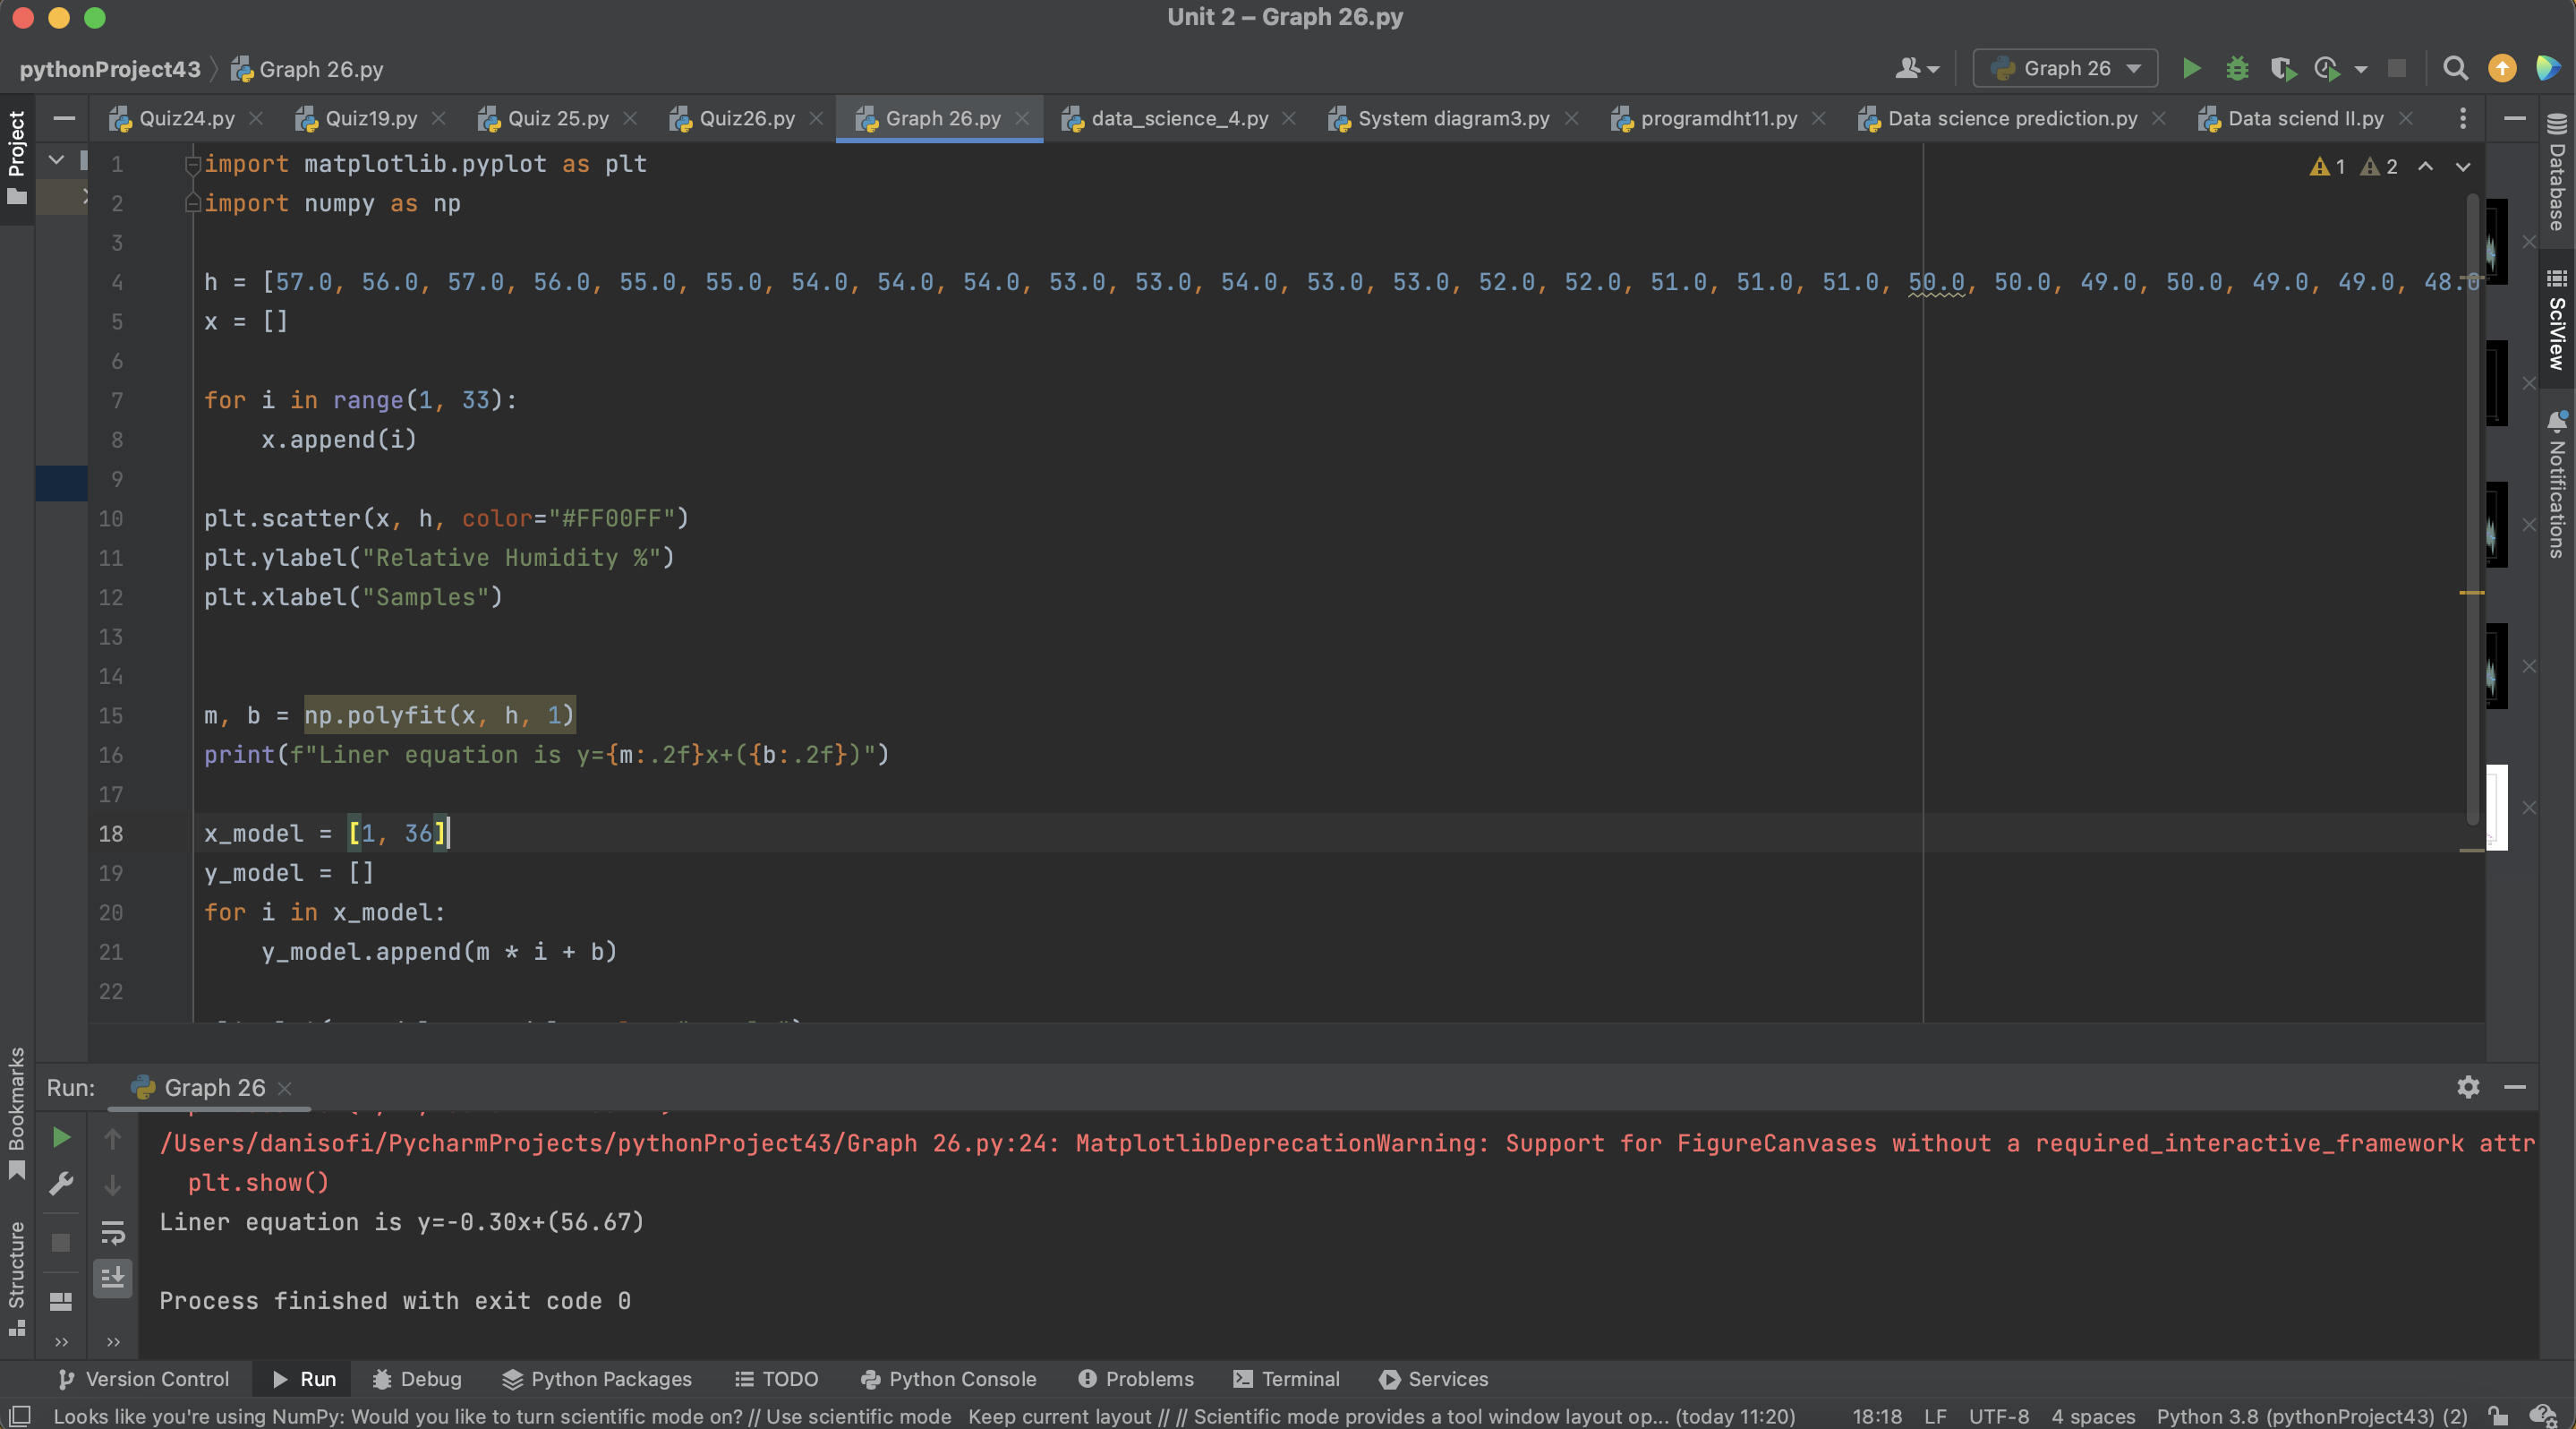 Unit 2 – Graph 26.py
pythonProject43 Graph 26.py Graph 26
Project
Quiz24.py Quiz19.py Quiz 25.py Quiz26.py Graph 26.py data_science_4.py System diagram3.py programdht11.py Data science prediction.py Data sciend II.py
Database
SciView
Notifications
1 2
1 import matplotlib.pyplot as plt
2 import numpy as np
3
4 h = [57.0, 56.0, 57.0, 56.0, 55.0, 55.0, 54.0, 54.0, 54.0, 53.0, 53.0, 54.0, 53.0, 53.0, 52.0, 52.0, 51.0, 51.0, 51.0, 50.0, 50.0, 49.0, 50.0, 49.0, 49.0, 48.0
5 x = []
6
7 for i in range(1, 33):
8     x.append(i)
9
10 plt.scatter(x, h, color="#FF00FF")
11 plt.ylabel("Relative Humidity %")
12 plt.xlabel("Samples")
13
14
15 m, b = np.polyfit(x, h, 1)
16 print(f"Liner equation is y={m:.2f}x+({b:.2f})")
17
18 x_model = [1, 36]
19 y_model = []
20 for i in x_model:
21     y_model.append(m * i + b)
22
Bookmarks
Structure
Run: Graph 26
/Users/danisofi/PycharmProjects/pythonProject43/Graph 26.py:24: MatplotlibDeprecationWarning: Support for FigureCanvases without a required_interactive_framework attr
  plt.show()
Liner equation is y=-0.30x+(56.67)
Process finished with exit code 0
Version Control Run Debug Python Packages TODO Python Console Problems Terminal Services
Looks like you're using NumPy: Would you like to turn scientific mode on? // Use scientific mode Keep current layout // // Scientific mode provides a tool window layout op... (today 11:20) 18:18 LF UTF-8 4 spaces Python 3.8 (pythonProject43) (2)